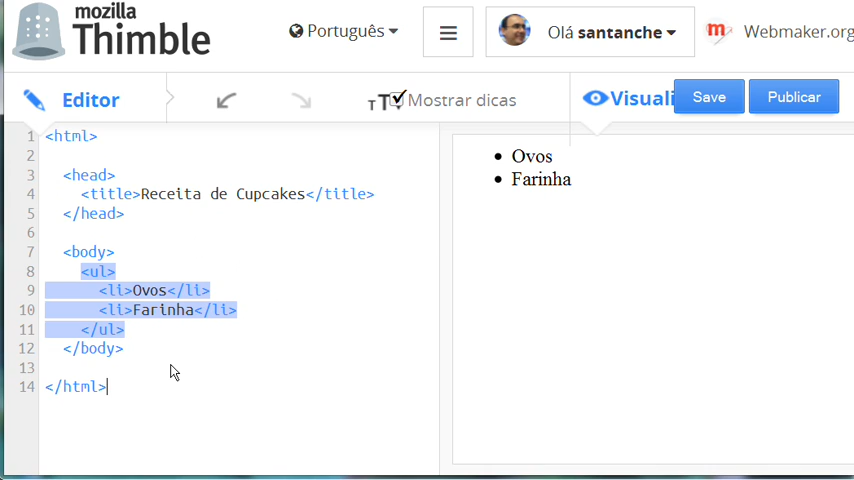 mozilla
Thimble
Português
Olá santanche
Webmaker.org
Editor
TT Mostrar dicas
Visuali
Save
Publicar
1 <html>
2
3 <head>
4 <title>Receita de Cupcakes</title>
5 </head>
6
7 <body>
8 <ul>
9 <li>Ovos</li>
10 <li>Farinha</li>
11 </ul>
12 </body>
13
14 </html>
• Ovos
• Farinha